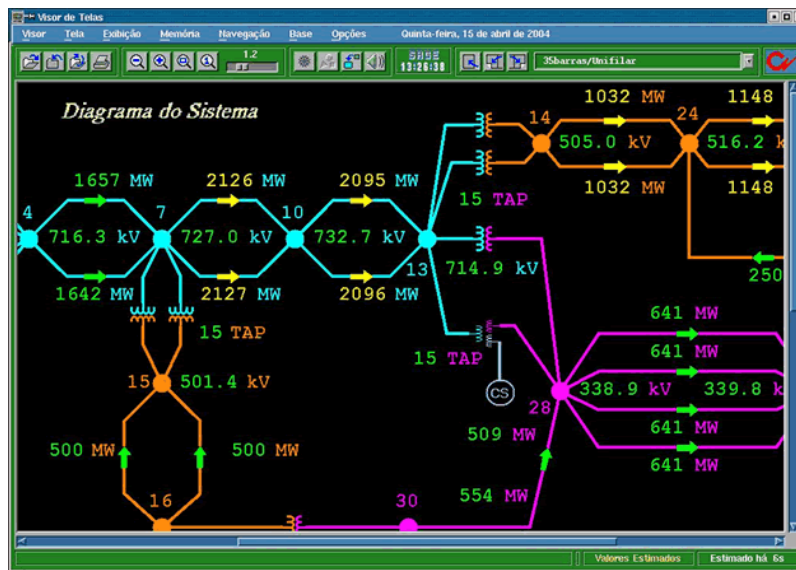 Visor de Telas
Visor Tela Exibição Memória Navegação Base Opções Quinta-feira, 15 de abril de 2004
1.2 SAGE
13:26:38 35barras/Unifilar
Diagrama do Sistema
1032 MW 1148
14 24
505.0 kV 516.2 k
1032 MW 1148
1657 MW 2126 MW 2095 MW
15 TAP
4 7 10
716.3 kV 727.0 kV 732.7 kV
13 714.9 kV
1642 MW 2127 MW 2096 MW
250
15 TAP
641 MW
641 MW
15 TAP
15 501.4 kV
CS
28 338.9 kV 339.8 k
641 MW
509 MW
500 MW 500 MW
641 MW
16 30 554 MW
Valores Estimados Estimado há 6s